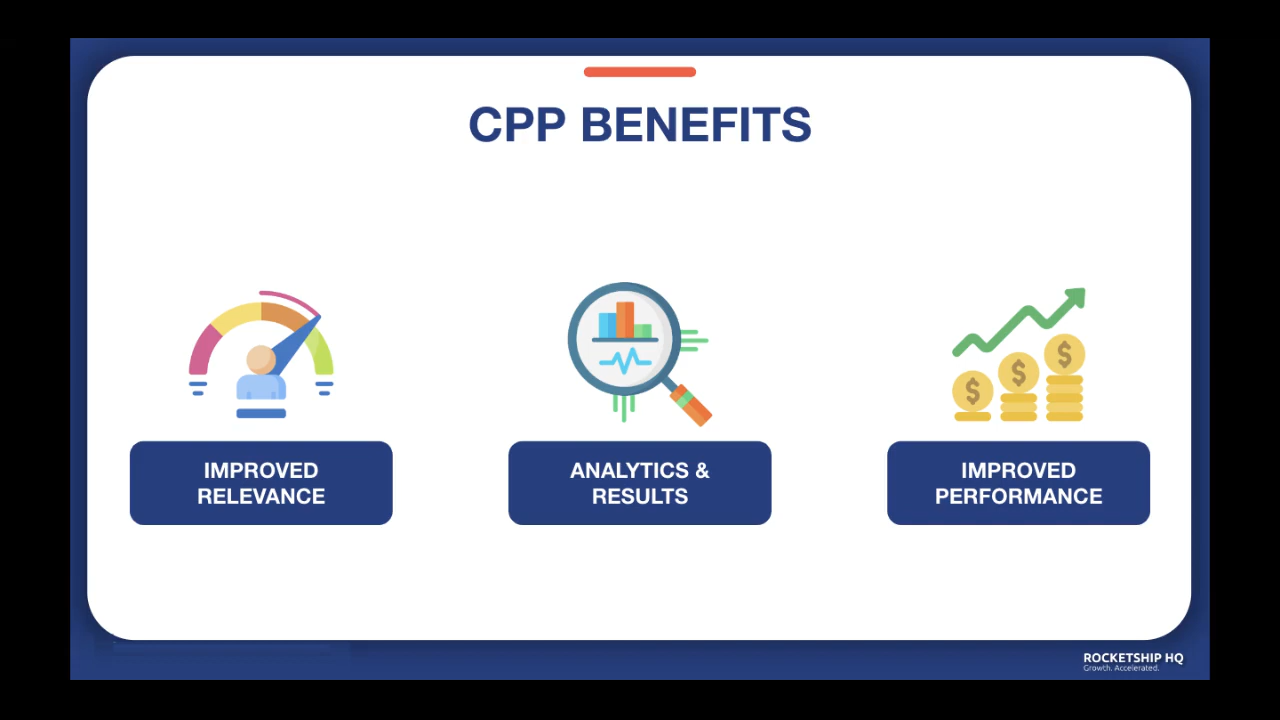 CPP BENEFITS
IMPROVED
RELEVANCE
ANALYTICS &
RESULTS
$
$
$
IMPROVED
PERFORMANCE
ROCKETSHIP HQ
Growth. Accelerated.